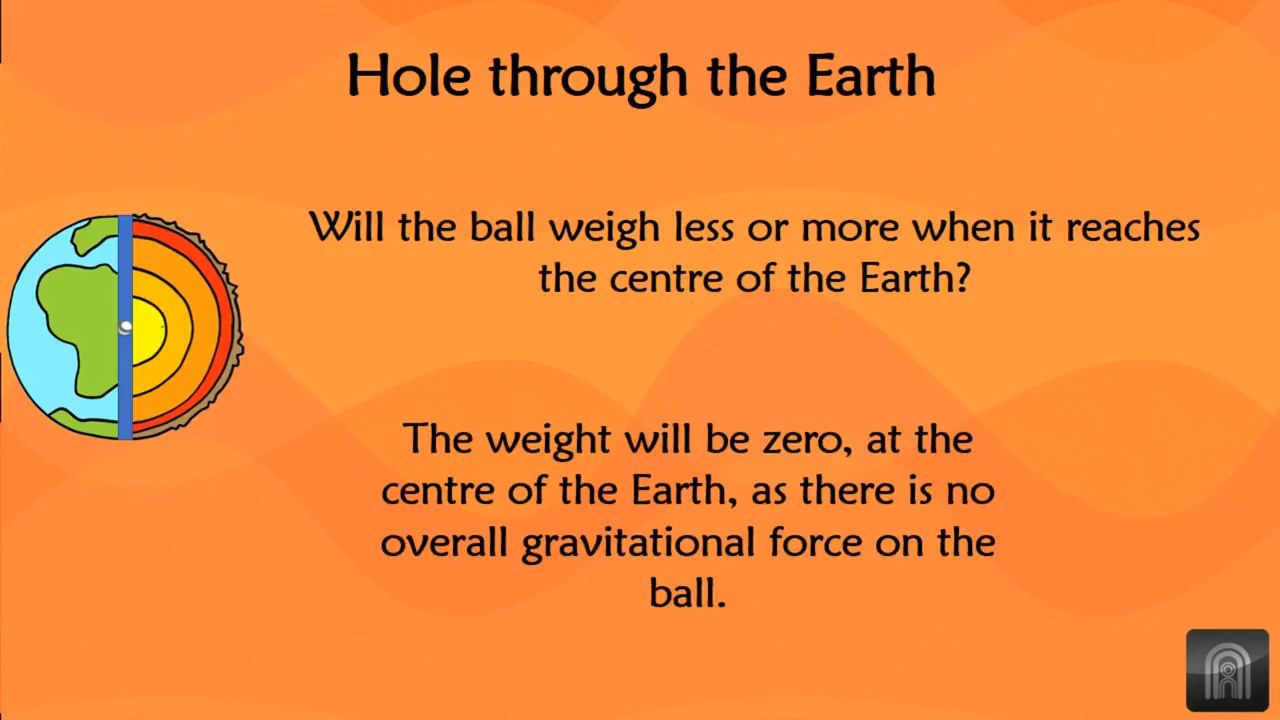 Hole through the Earth
Will the ball weigh less or more when it reaches
the centre of the Earth?
The weight will be zero, at the
centre of the Earth, as there is no
overall gravitational force on the
ball.